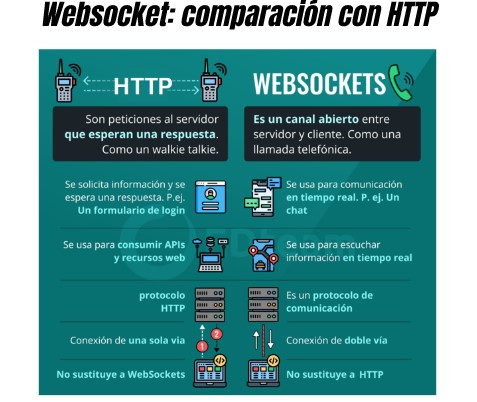 Websocket: comparación con HTTP
HTTP
Son peticiones al servidor
que esperan una respuesta.
Como un walkie talkie.
WEBSOCKETS
Es un canal abierto entre
servidor y cliente. Como una
llamada telefónica.
Se solicita información y se
espera una respuesta. P.ej.
Un formulario de login
Se usa para comunicación
en tiempo real. P. ej. Un
chat
Se usa para consumir APIs
y recursos web
Se usa para escuchar
información en tiempo real
protocolo
HTTP
Es un protocolo de
comunicación
Conexión de una sola via
1
2
Conexión de doble vía
No sustituye a WebSockets
No sustituye a HTTP
EDteam